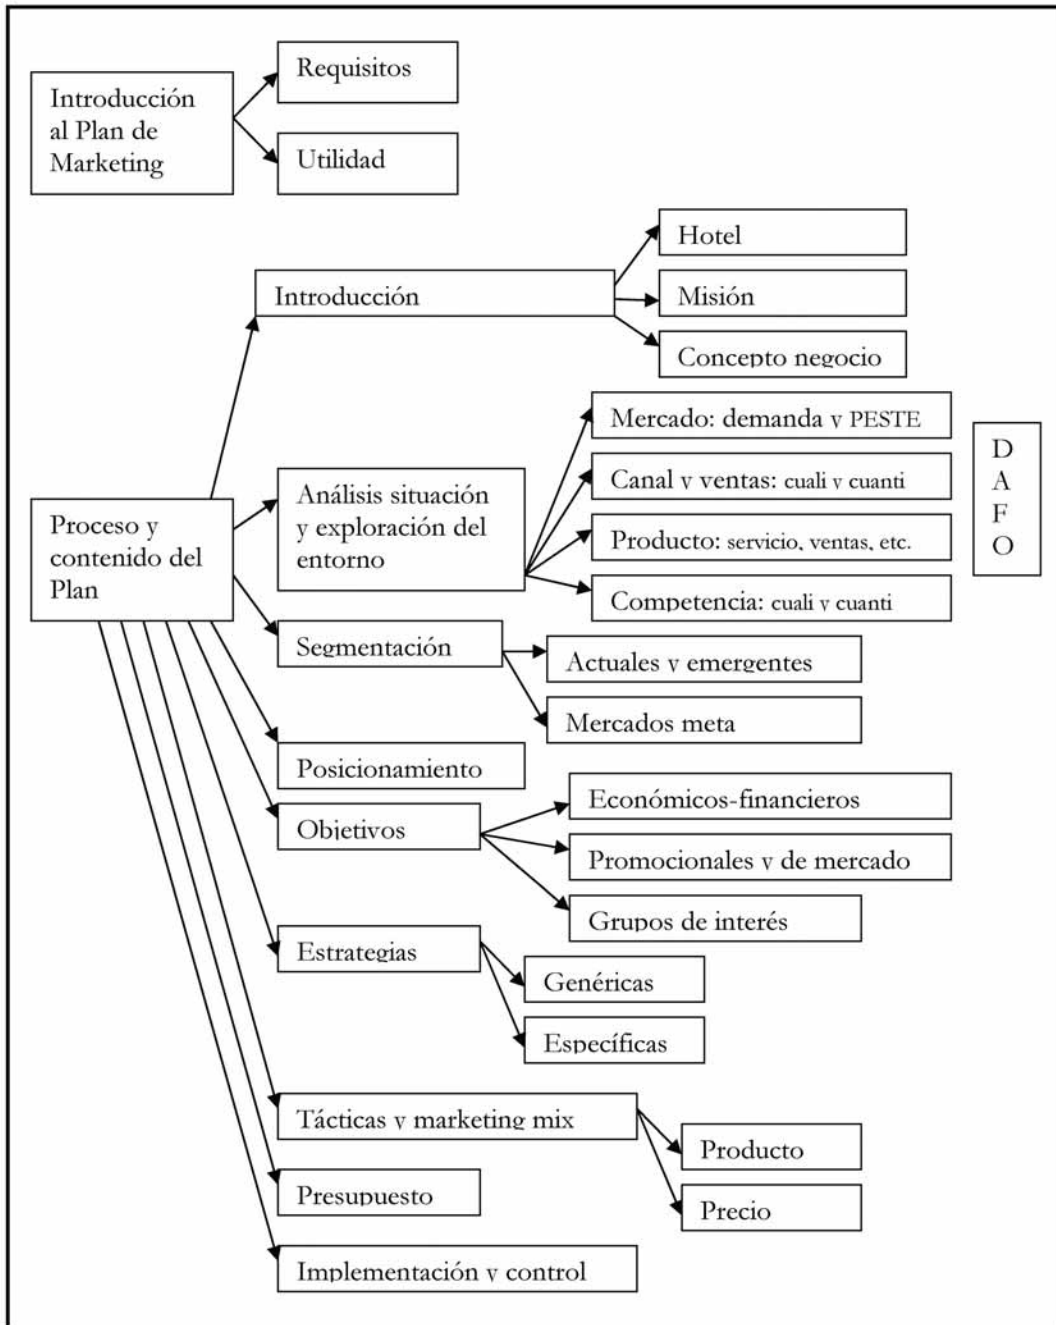 Introducción
al Plan de
Marketing
Requisitos
Utilidad
Hotel
Introducción
Misión
Concepto negocio
Mercado: demanda y PESTE
Análisis situación
y exploración del
entorno
Canal y ventas: cuali y cuanti
Producto: servicio, ventas, etc.
Competencia: cuali y cuanti
D
A
F
O
Proceso y
contenido del
Plan
Segmentación
Actuales y emergentes
Mercados meta
Posicionamiento
Objetivos
Económicos-financieros
Promocionales y de mercado
Grupos de interés
Estrategias
Genéricas
Específicas
Tácticas y marketing mix
Producto
Precio
Presupuesto
Implementación y control